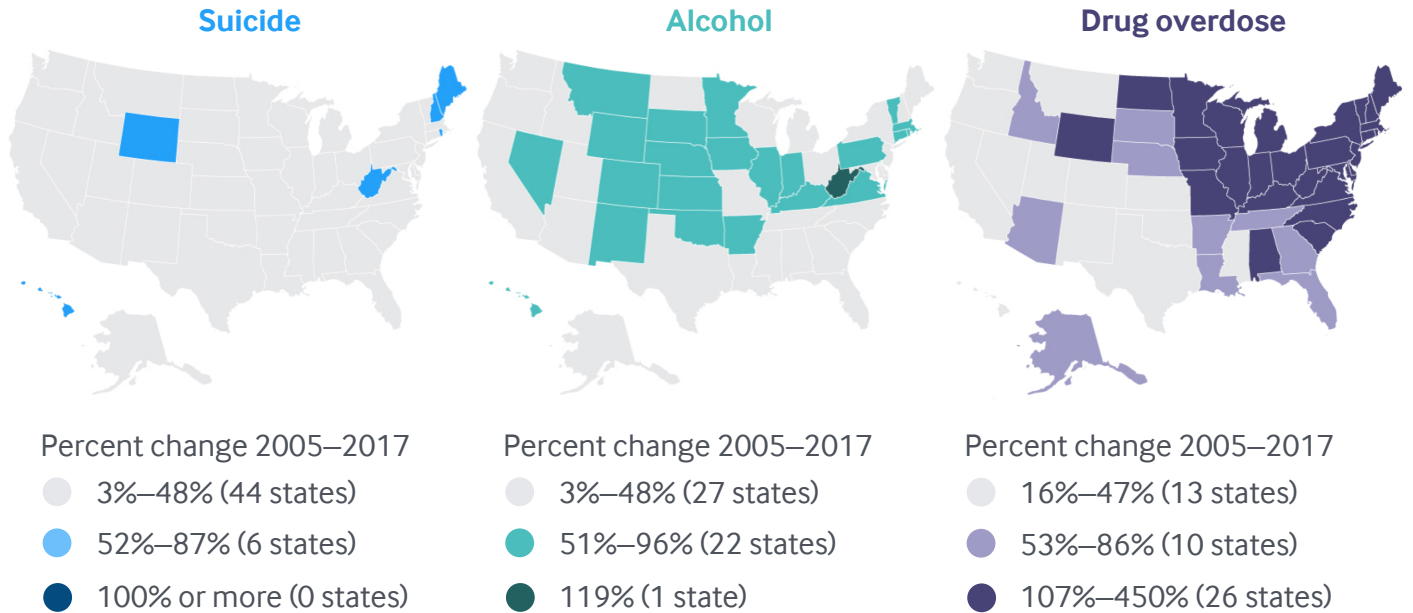 Suicide
Alcohol
Drug overdose
Percent change 2005–2017
3%–48% (44 states)
52%–87% (6 states)
100% or more (0 states)
Percent change 2005–2017
3%–48% (27 states)
51%–96% (22 states)
119% (1 state)
Percent change 2005–2017
16%–47% (13 states)
53%–86% (10 states)
107%–450% (26 states)